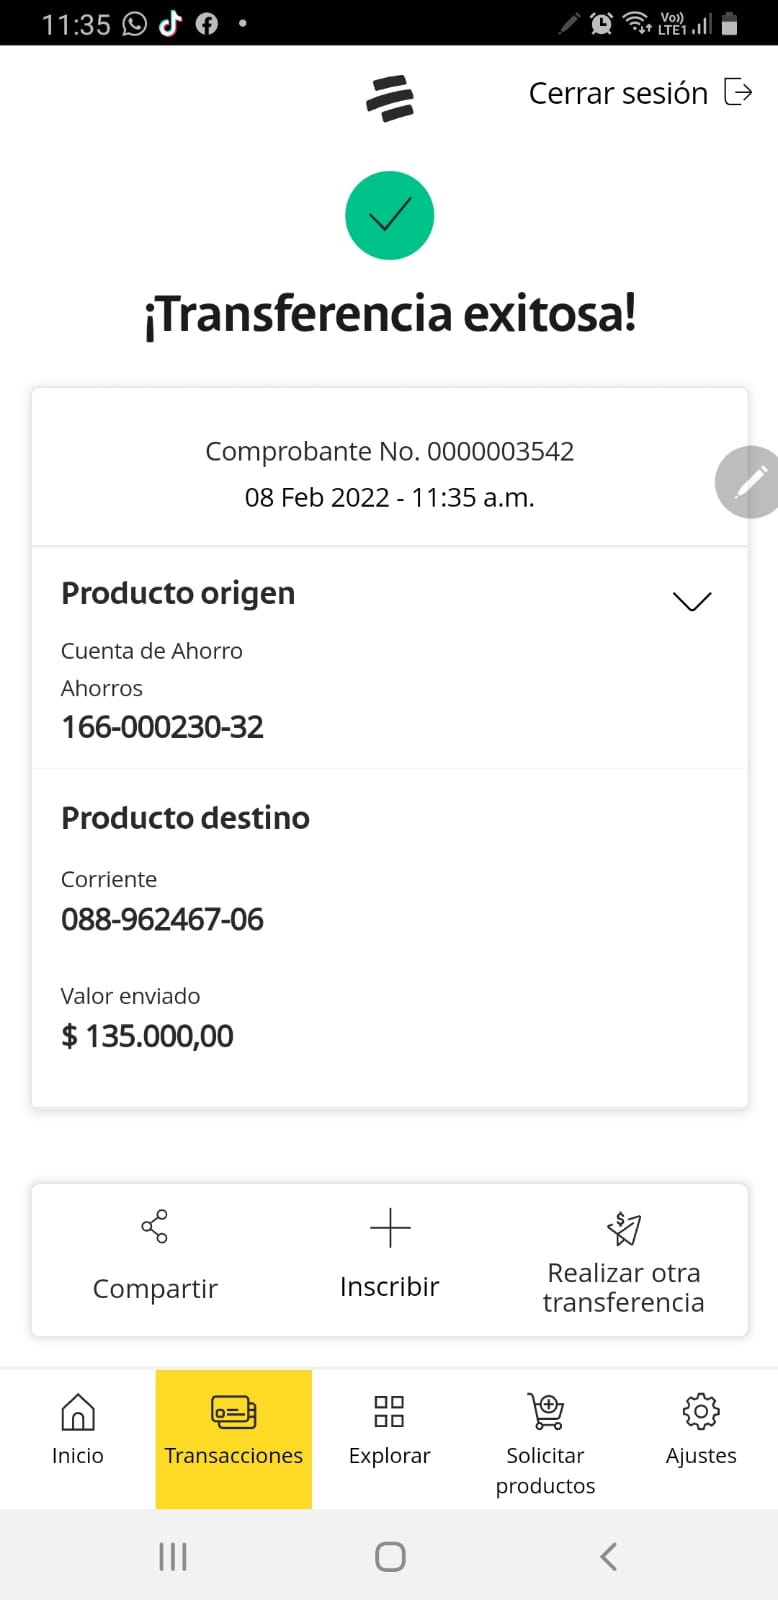 11:35
Vo))
LTE1
Cerrar sesión
¡Transferencia exitosa!
Comprobante No. 0000003542
08 Feb 2022 - 11:35 a.m.
Producto origen
Cuenta de Ahorro
Ahorros
166-000230-32
Producto destino
Corriente
088-962467-06
Valor enviado
$ 135.000,00
Compartir
Inscribir
Realizar otra
transferencia
Inicio
Transacciones
Explorar
Solicitar
productos
Ajustes